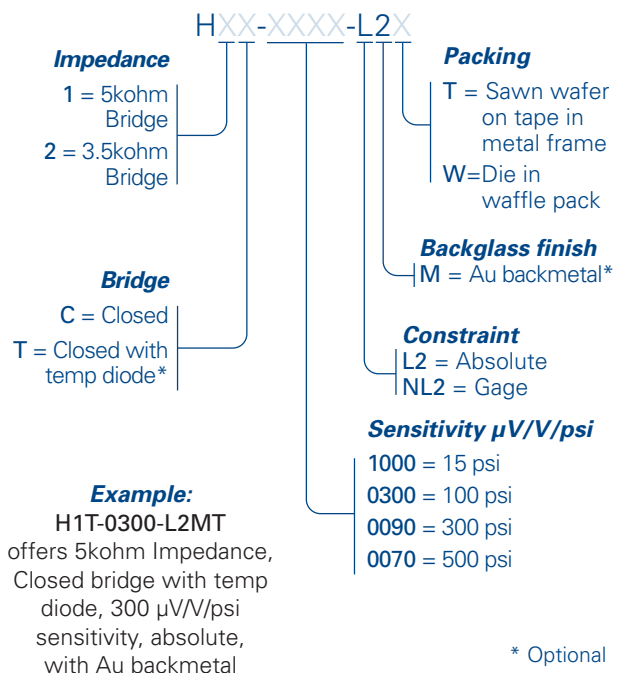 HXX-XXXX-L2X
Impedance
1 = 5kohm
Bridge
2 = 3.5kohm
Bridge
Bridge
C = Closed
T = Closed with
temp diode*
Packing
T = Sawn wafer
on tape in
metal frame
W=Die in
waffle pack
Backglass finish
M = Au backmetal*
Constraint
L2 = Absolute
NL2 = Gage
Sensitivity µV/V/psi
1000 = 15 psi
0300 = 100 psi
0090 = 300 psi
0070 = 500 psi
Example:
H1T-0300-L2MT
offers 5kohm Impedance,
Closed bridge with temp
diode, 300 µV/V/psi
sensitivity, absolute,
with Au backmetal
* Optional